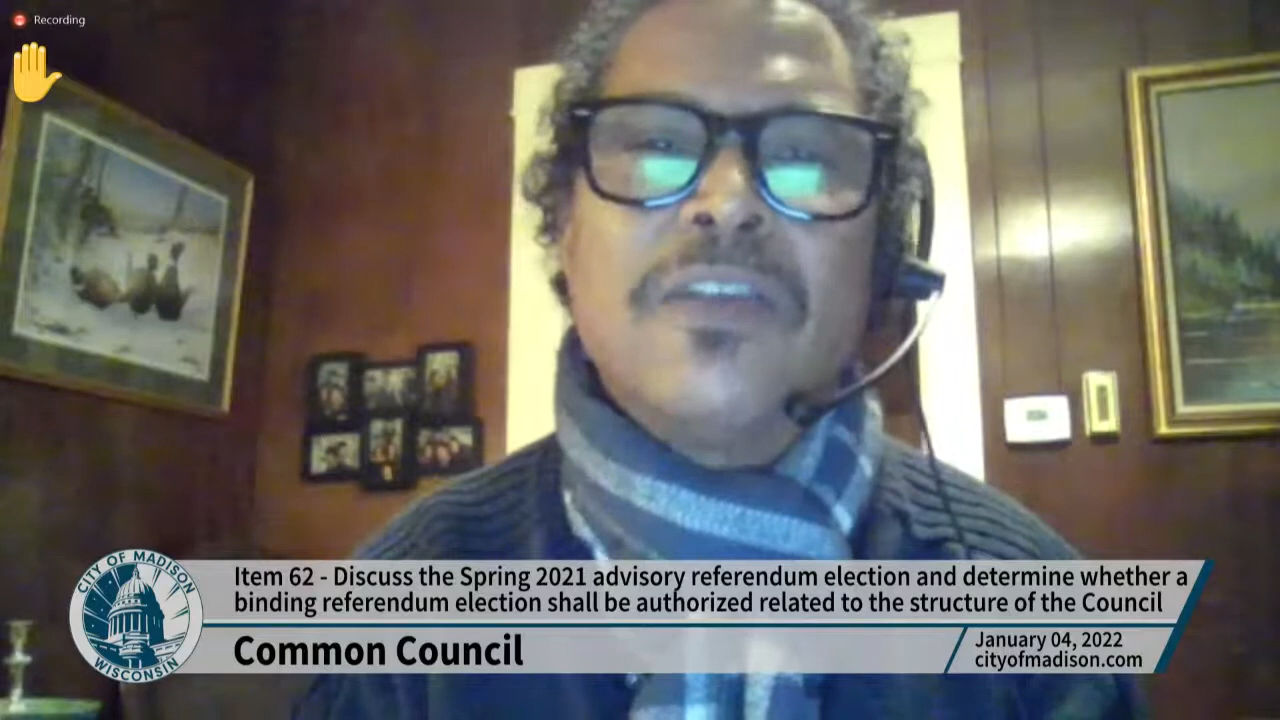 Recording
CITY OF MADISON
WISCONSIN
Item 62 - Discuss the Spring 2021 advisory referendum election and determine whether a
binding referendum election shall be authorized related to the structure of the Council
Common Council
January 04, 2022
cityofmadison.com